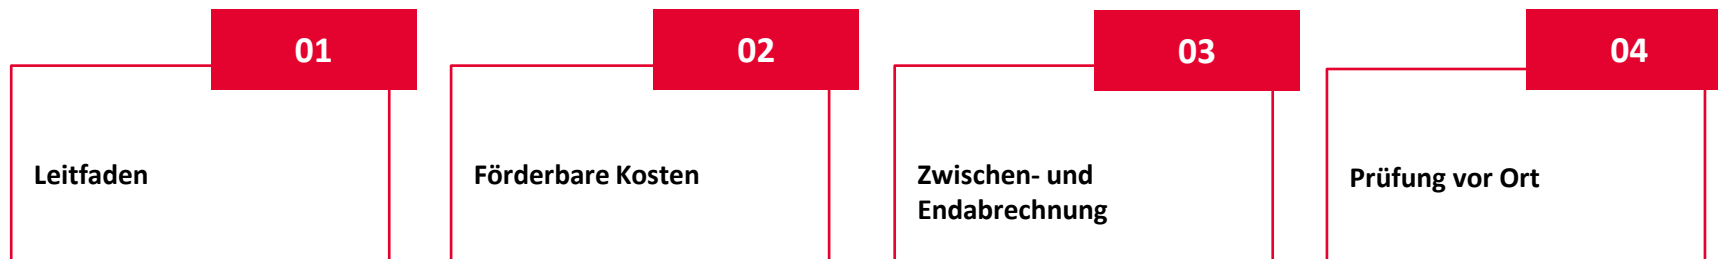 01
Leitfaden
02
Förderbare Kosten
03
Zwischen- und
Endabrechnung
04
Prüfung vor Ort